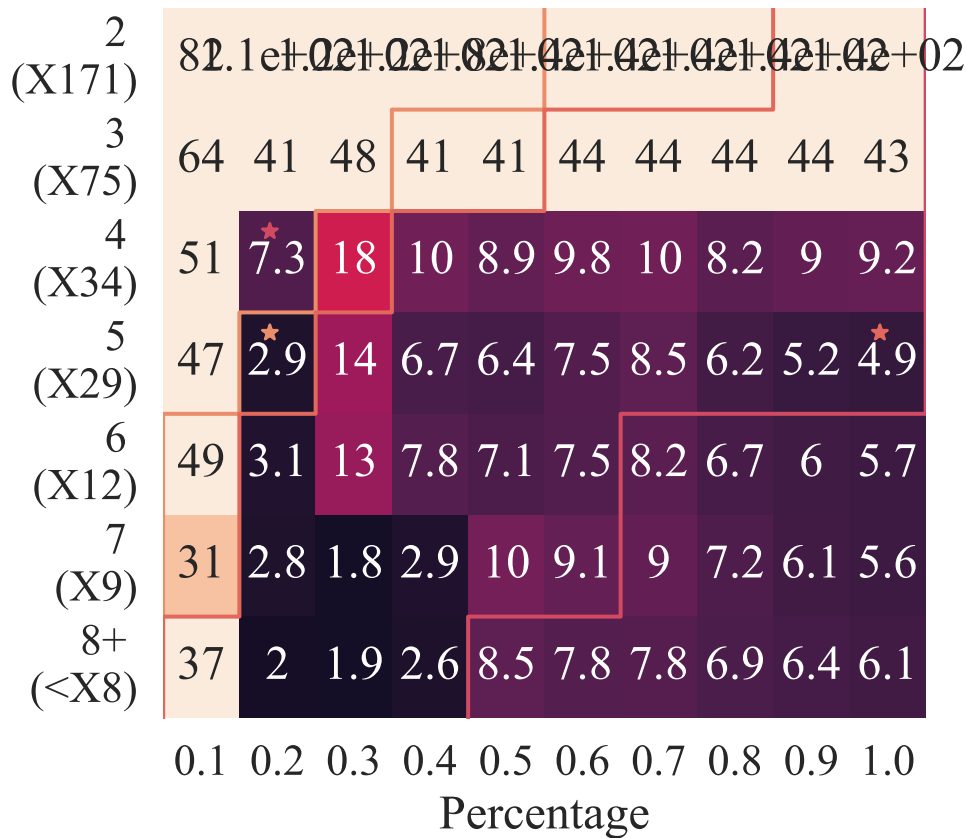 2
(X171)
82
3
(X75)
64 41 48 41 41 44 44 44 44 43
4
(X34)
51 7.3 18 10 8.9 9.8 10 8.2 9 9.2
5
(X29)
47 2.9 14 6.7 6.4 7.5 8.5 6.2 5.2 4.9
6
(X12)
49 3.1 13 7.8 7.1 7.5 8.2 6.7 6 5.7
7
(X9)
31 2.8 1.8 2.9 10 9.1 9 7.2 6.1 5.6
8+
(<X8)
37 2 1.9 2.6 8.5 7.8 7.8 6.9 6.4 6.1
0.1 0.2 0.3 0.4 0.5 0.6 0.7 0.8 0.9 1.0
Percentage